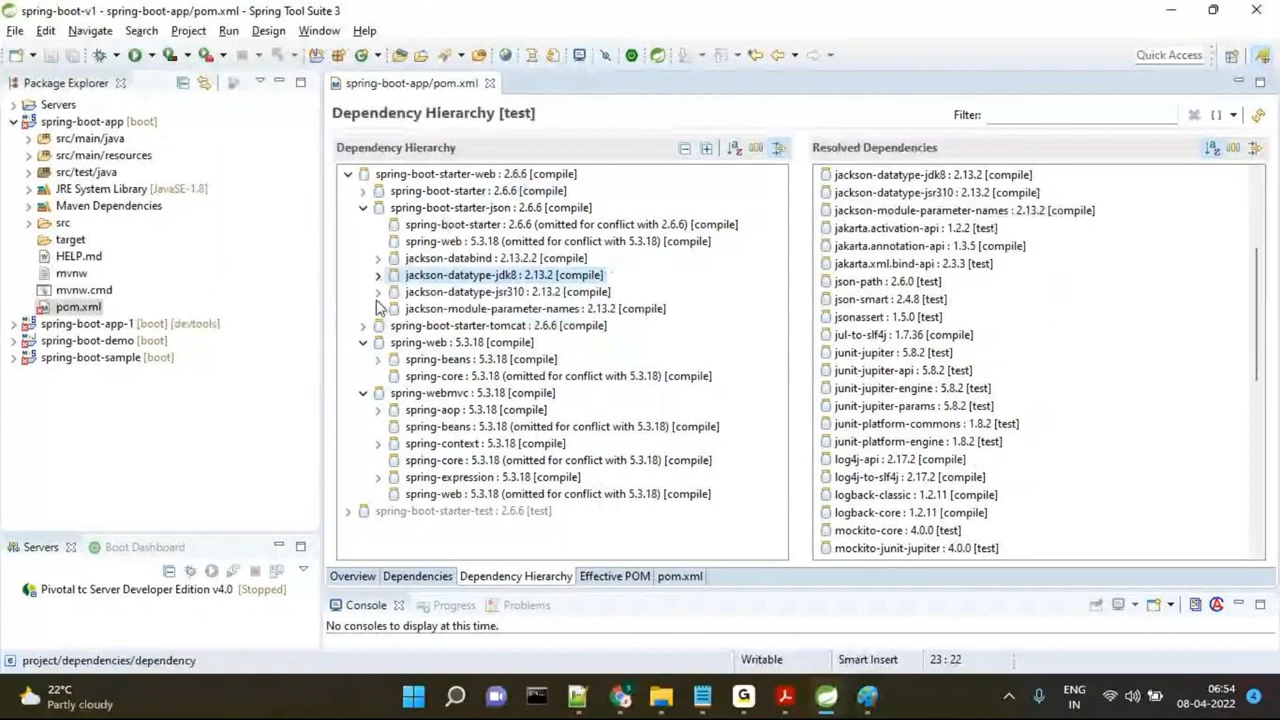 spring-boot-v1 - spring-boot-app/pom.xml - Spring Tool Suite 3
File Edit Navigate Search Project Run Design Window Help
Quick Access
Package Explorer
Servers
spring-boot-app [boot]
src/main/java
src/main/resources
src/test/java
JRE System Library [JavaSE-1.8]
Maven Dependencies
src
target
HELP.md
mvnw
mvnw.cmd
pom.xml
spring-boot-app-1 [boot] [devtools]
spring-boot-demo [boot]
spring-boot-sample [boot]
Servers Boot Dashboard
Pivotal tc Server Developer Edition v4.0 [Stopped]
spring-boot-app/pom.xml
Dependency Hierarchy [test]
Filter:
Dependency Hierarchy
spring-boot-starter-web : 2.6.6 [compile]
spring-boot-starter : 2.6.6 [compile]
spring-boot-starter-json : 2.6.6 [compile]
spring-boot-starter : 2.6.6 (omitted for conflict with 2.6.6) [compile]
spring-web : 5.3.18 (omitted for conflict with 5.3.18) [compile]
jackson-databind : 2.13.2.2 [compile]
jackson-datatype-jdk8 : 2.13.2 [compile]
jackson-datatype-jsr310 : 2.13.2 [compile]
jackson-module-parameter-names : 2.13.2 [compile]
spring-boot-starter-tomcat : 2.6.6 [compile]
spring-web : 5.3.18 [compile]
spring-beans : 5.3.18 [compile]
spring-core : 5.3.18 (omitted for conflict with 5.3.18) [compile]
spring-webmvc : 5.3.18 [compile]
spring-aop : 5.3.18 [compile]
spring-beans : 5.3.18 (omitted for conflict with 5.3.18) [compile]
spring-context : 5.3.18 [compile]
spring-core : 5.3.18 (omitted for conflict with 5.3.18) [compile]
spring-expression : 5.3.18 [compile]
spring-web : 5.3.18 (omitted for conflict with 5.3.18) [compile]
spring-boot-starter-test : 2.6.6 [test]
Resolved Dependencies
jackson-datatype-jdk8 : 2.13.2 [compile]
jackson-datatype-jsr310 : 2.13.2 [compile]
jackson-module-parameter-names : 2.13.2 [compile]
jakarta.activation-api : 1.2.2 [test]
jakarta.annotation-api : 1.3.5 [compile]
jakarta.xml.bind-api : 2.3.3 [test]
json-path : 2.6.0 [test]
json-smart : 2.4.8 [test]
jsonassert : 1.5.0 [test]
jul-to-slf4j : 1.7.36 [compile]
junit-jupiter : 5.8.2 [test]
junit-jupiter-api : 5.8.2 [test]
junit-jupiter-engine : 5.8.2 [test]
junit-jupiter-params : 5.8.2 [test]
junit-platform-commons : 1.8.2 [test]
junit-platform-engine : 1.8.2 [test]
log4j-api : 2.17.2 [compile]
log4j-to-slf4j : 2.17.2 [compile]
logback-classic : 1.2.11 [compile]
logback-core : 1.2.11 [compile]
mockito-core : 4.0.0 [test]
mockito-junit-jupiter : 4.0.0 [test]
Overview Dependencies Dependency Hierarchy Effective POM pom.xml
Console Progress Problems
No consoles to display at this time.
project/dependencies/dependency
Writable
Smart Insert
23 : 22
22°C
Partly cloudy
ENG
IN
06:54
08-04-2022
4